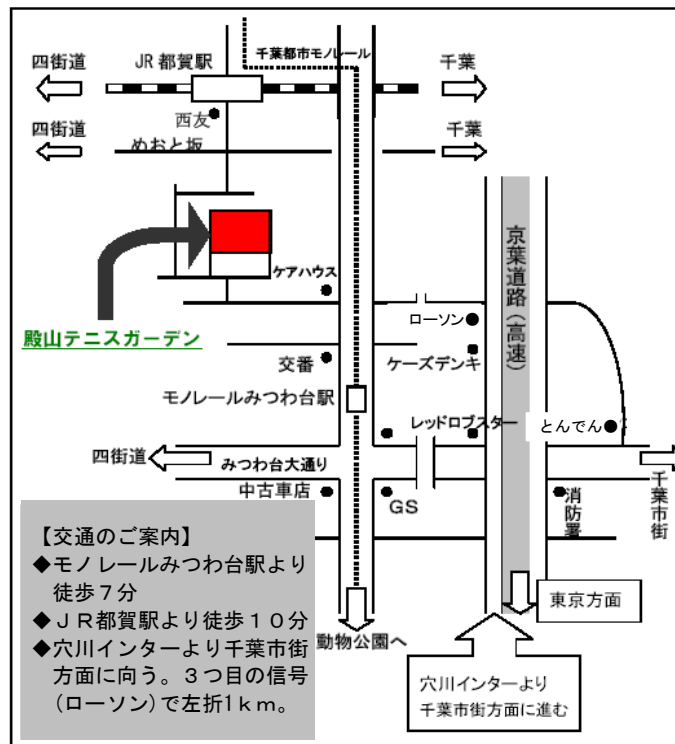 千葉都市モノレール
四街道
JR 都賀駅
千葉
西友
四街道
めおと坂
千葉
京葉道路（高速）
ケアハウス
ローソン
殿山テニスガーデン
交番
ケーズデンキ
モノレールみつわ台駅
レッドロブスター
とんでん
四街道
みつわ台大通り
千葉市街
中古車店
GS
消防署
【交通のご案内】
◆モノレールみつわ台駅より
徒歩７分
◆ＪＲ都賀駅より徒歩１０分
◆穴川インターより千葉市街
方面に向う。３つ目の信号
(ローソン)で左折1ｋｍ。
動物公園へ
東京方面
穴川インターより
千葉市街方面に進む